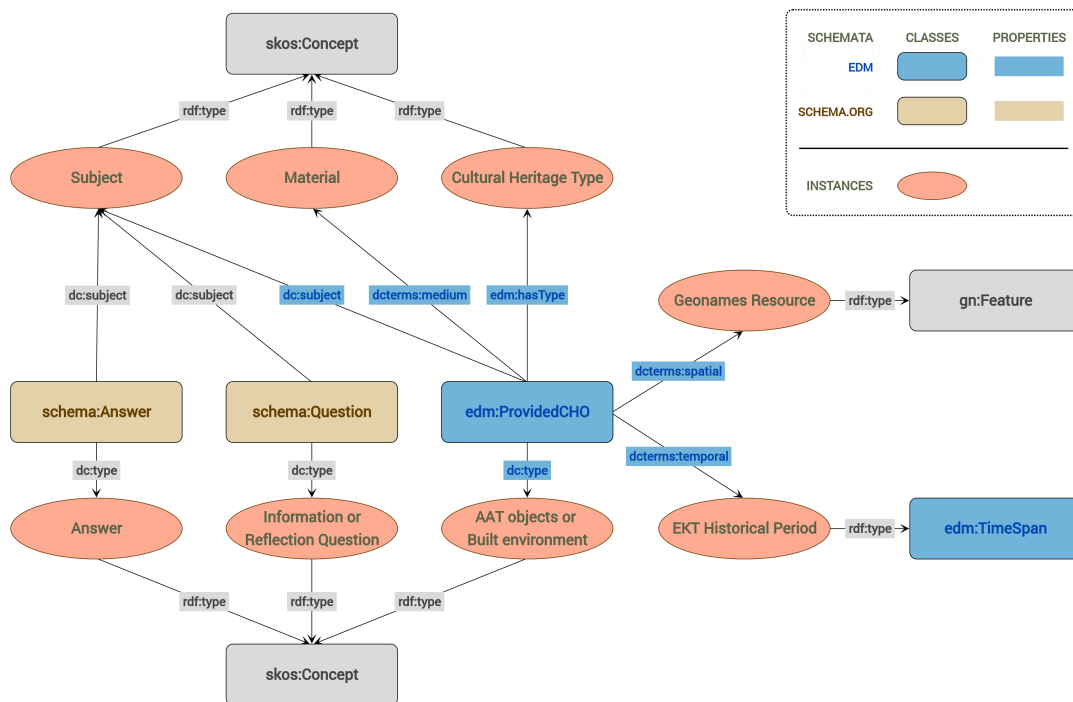 skos:Concept
SCHEMATA CLASSES PROPERTIES
EDM
SCHEMA.ORG
INSTANCES
rdf:type rdf:type rdf:type
Subject Material Cultural Heritage Type
dc:subject dc:subject dc:subject dcterms:medium edm:hasType
Geonames Resource rdf:type gn:Feature
dcterms:spatial
schema:Answer schema:Question edm:ProvidedCHO
dcterms:temporal
dc:type dc:type dc:type
Answer
Information or
Reflection Question
AAT objects or
Built environment
EKT Historical Period rdf:type edm:TimeSpan
rdf:type rdf:type rdf:type
skos:Concept